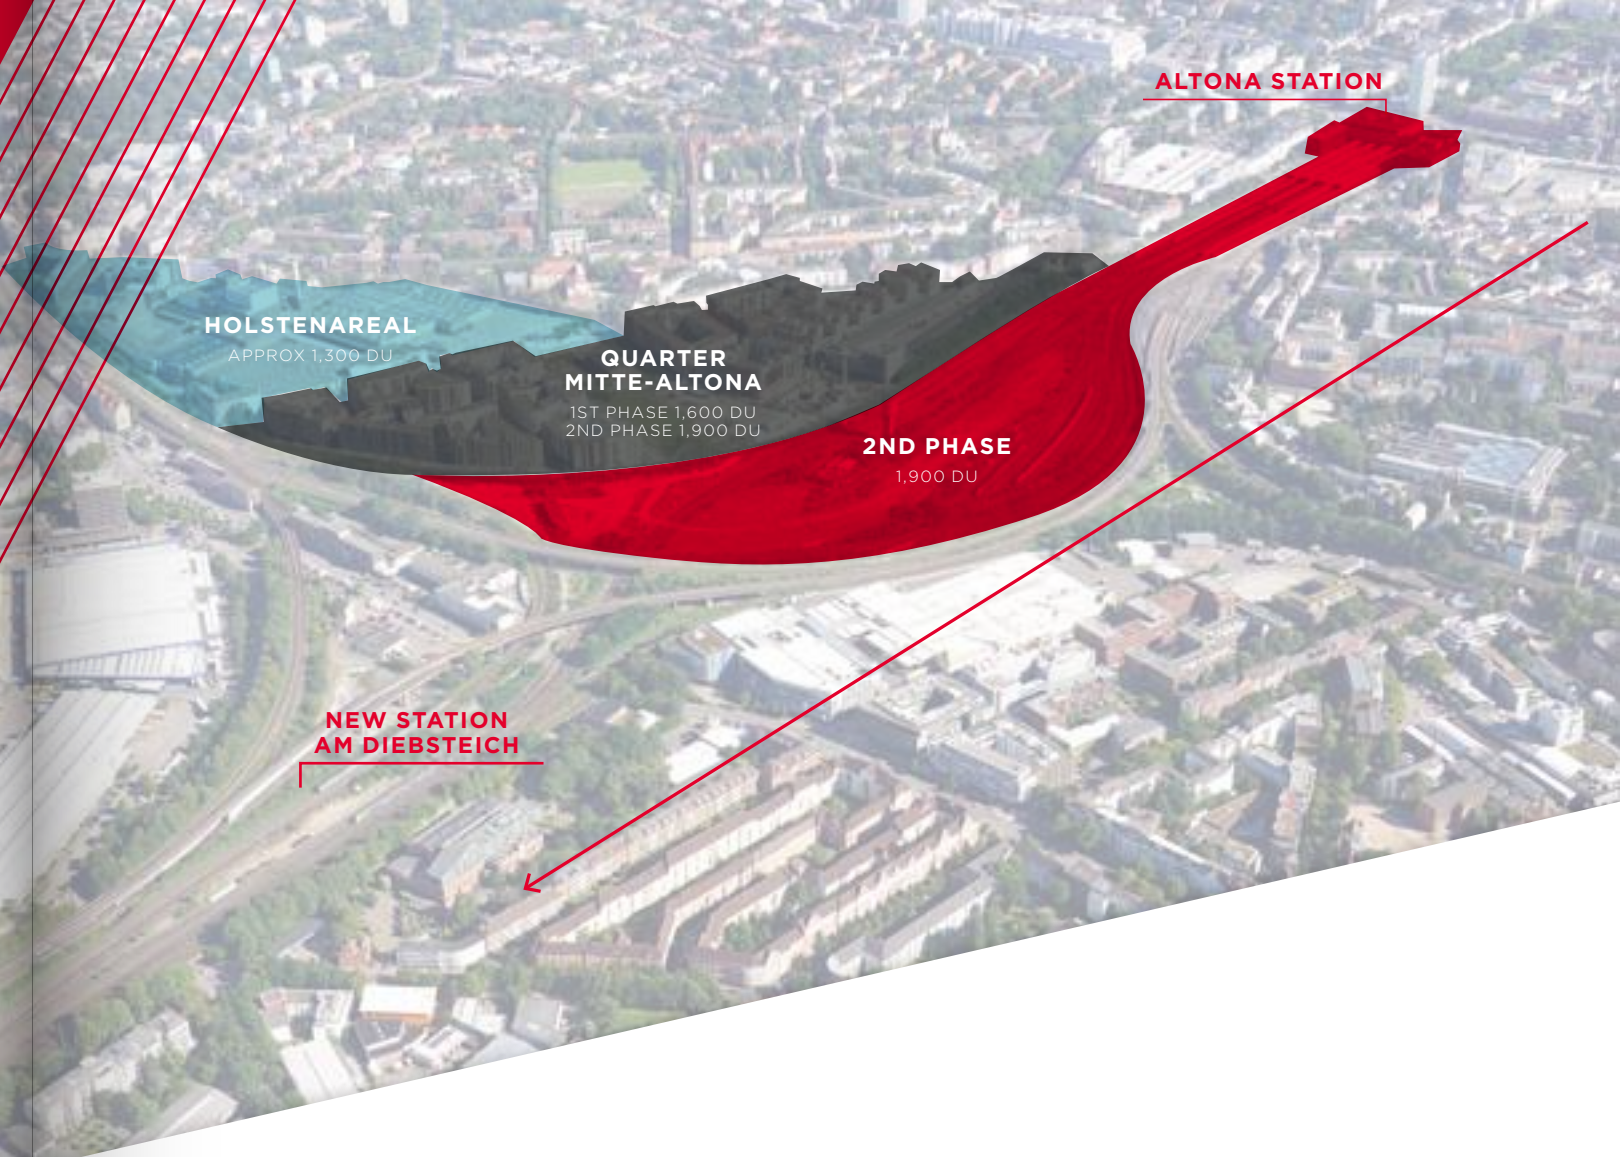 ALTONA STATION
HOLSTENAREAL
APPROX 1,300 DU
QUARTER
MITTE-ALTONA
1ST PHASE 1,600 DU
2ND PHASE 1,900 DU
2ND PHASE
1,900 DU
NEW STATION
AM DIEBSTEICH